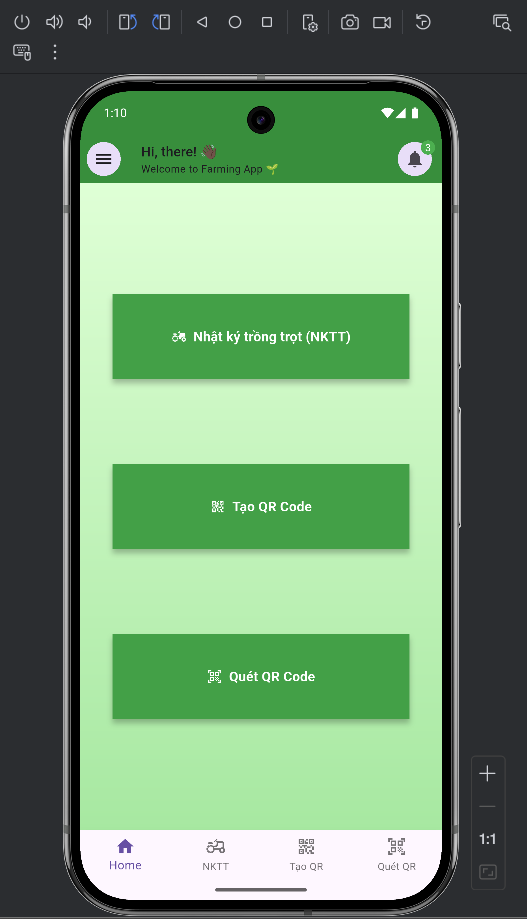 1:10
Hi, there! 👋🏿
3
Welcome to Farming App 🌱
Nhật ký trồng trọt (NKTT)
Tạo QR Code
Quét QR Code
Home
NKTT
Tạo QR
Quét QR
1:1